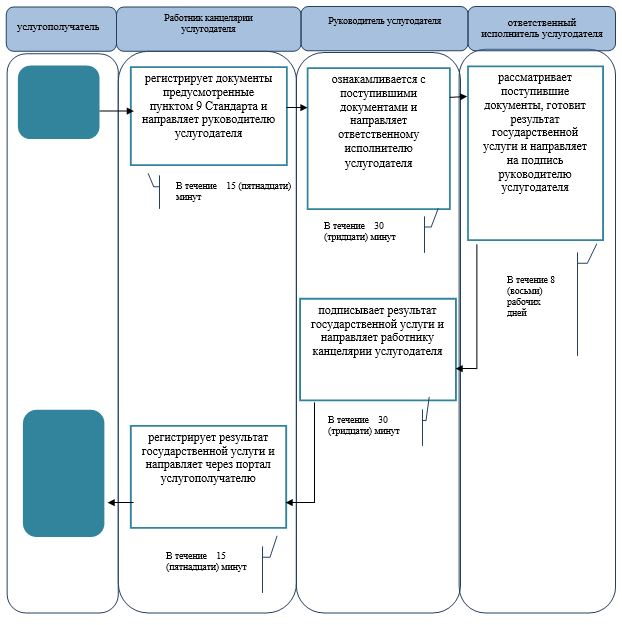 услугополучатель
Работник канцелярии
услугодателя
Руководитель услугодателя
ответственный
исполнитель услугодателя
регистрирует документы
предусмотренные
пунктом 9 Стандарта и
направляет руководителю
услугодателя
В течение 15 (пятнадцати)
минут
ознакамливается с
поступившими
документами и
направляет
ответственному
исполнителю
услугодателя
В течение 30
(тридцати) минут
рассматривает
поступившие
документы, готовит
результат
государственной
услуги и направляет
на подпись
руководителю
услугодателя
В течение 8
(восьми)
рабочих
дней
подписывает результат
государственной услуги и
направляет работнику
канцелярии услугодателя
В течение 30
(тридцати) минут
регистрирует результат
государственной услуги и
направляет через портал
услугополучателю
В течение 15
(пятнадцати) минут